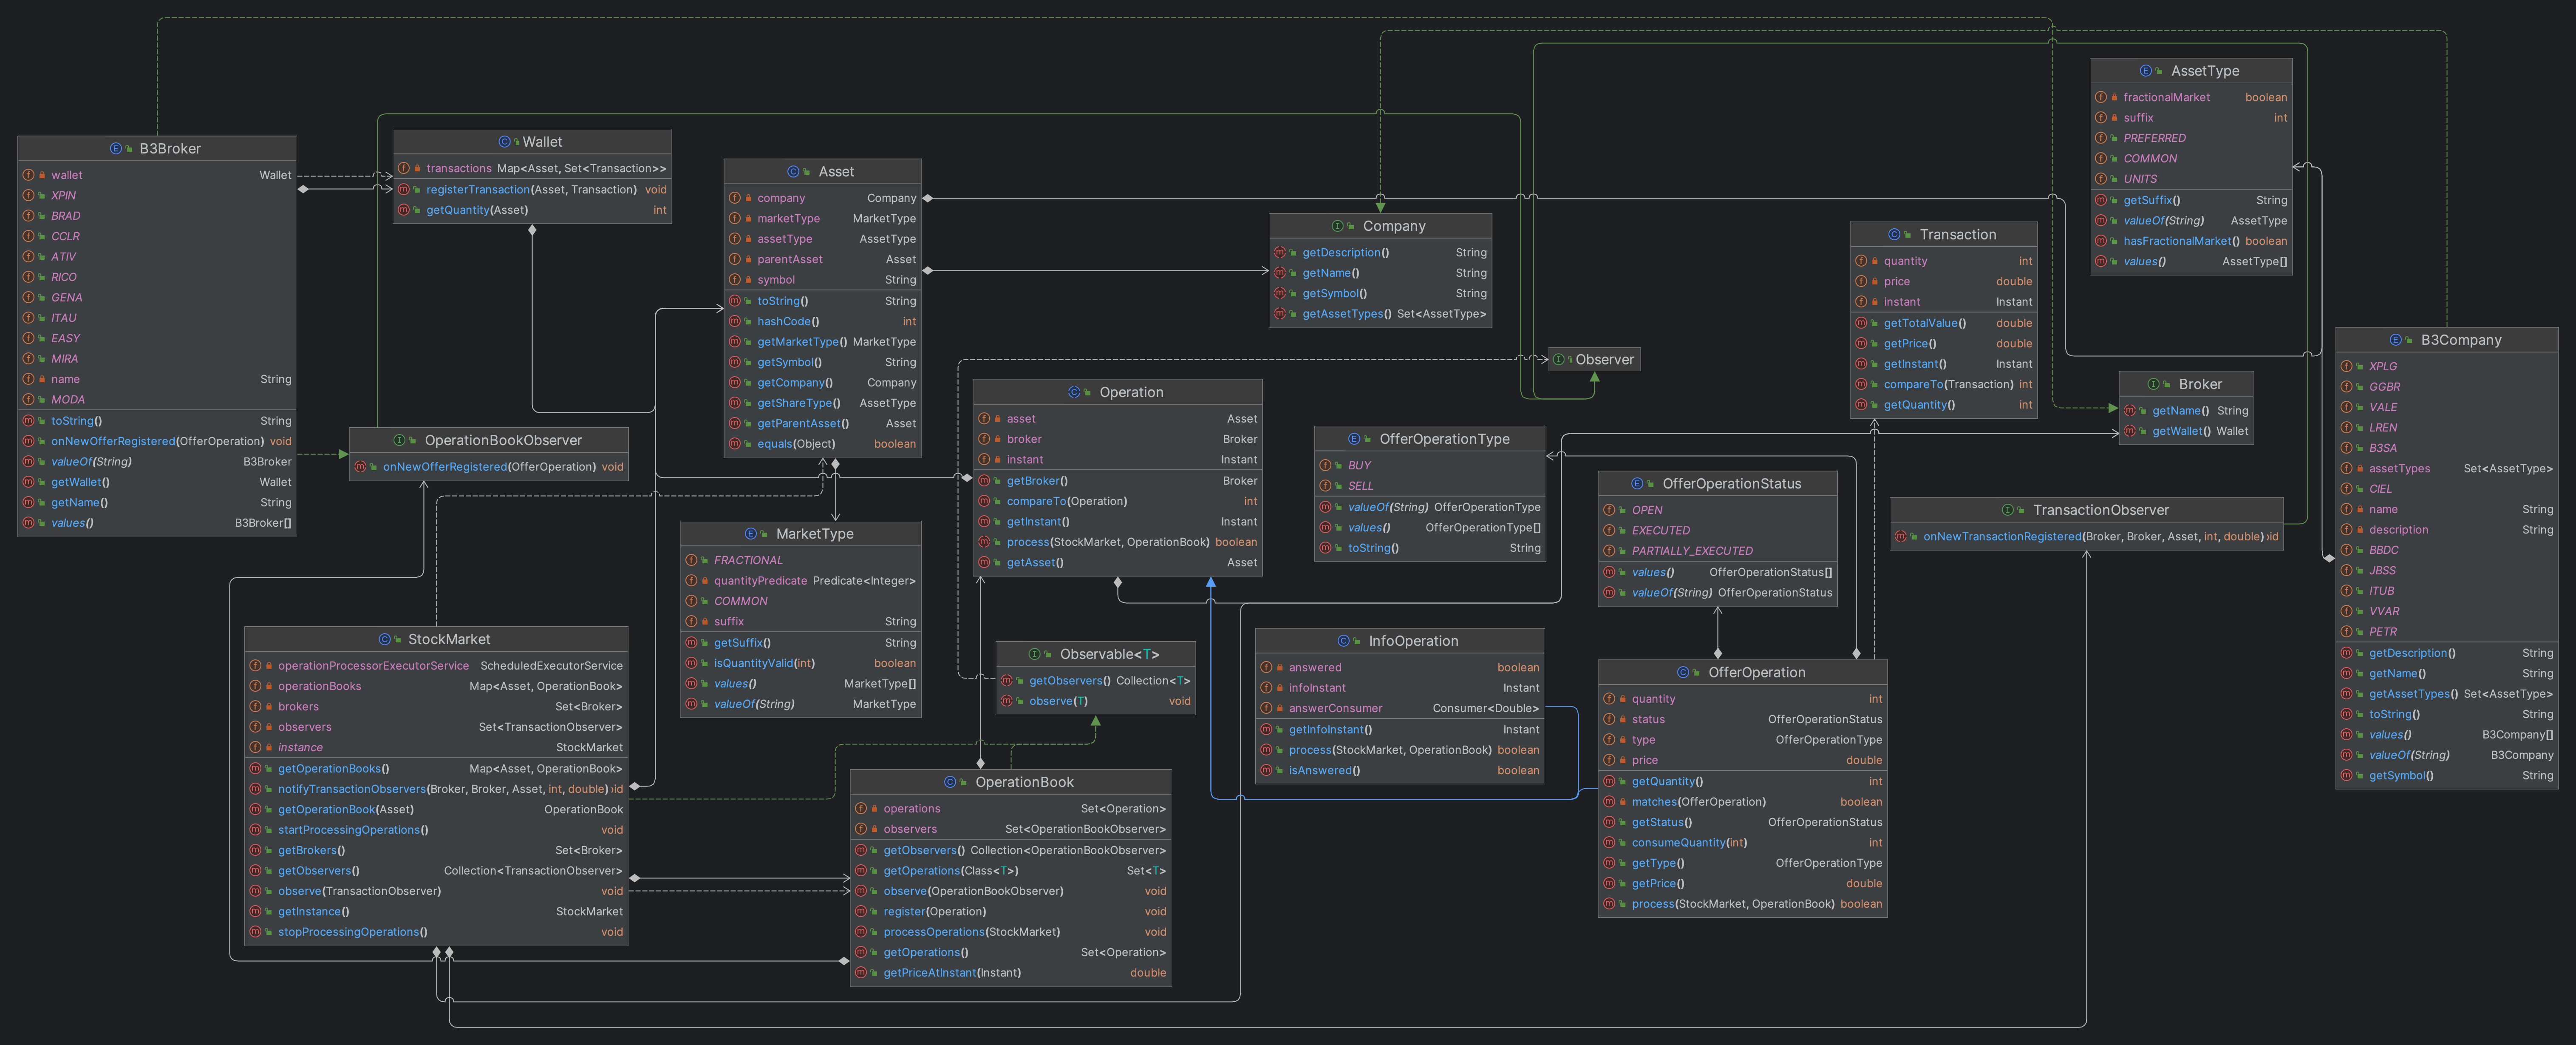 B3Broker
wallet Wallet
XPIN
BRAD
CCLR
ATIV
RICO
GENA
ITAU
EASY
MIRA
name String
MODA
toString() String
onNewOfferRegistered(OfferOperation) void
valueOf(String) B3Broker
getWallet() Wallet
getName() String
values() B3Broker[]
Wallet
transactions Map<Asset, Set<Transaction>>
registerTransaction(Asset, Transaction) void
getQuantity(Asset) int
OperationBookObserver
onNewOfferRegistered(OfferOperation) void
StockMarket
operationProcessorExecutorService ScheduledExecutorService
operationBooks Map<Asset, OperationBook>
brokers Set<Broker>
observers Set<TransactionObserver>
instance StockMarket
getOperationBooks() Map<Asset, OperationBook>
notifyTransactionObservers(Broker, Broker, Asset, int, double) id
getOperationBook(Asset) OperationBook
startProcessingOperations() void
getBrokers() Set<Broker>
getObservers() Collection<TransactionObserver>
observe(TransactionObserver) void
getInstance() StockMarket
stopProcessingOperations() void
Asset
company Company
marketType MarketType
assetType AssetType
parentAsset Asset
symbol String
toString() String
hashCode() int
getMarketType() MarketType
getSymbol() String
getCompany() Company
getShareType() AssetType
getParentAsset() Asset
equals(Object) boolean
MarketType
FRACTIONAL
quantityPredicate Predicate<Integer>
COMMON
suffix String
getSuffix() String
isQuantityValid(int) boolean
values() MarketType[]
valueOf(String) MarketType
Operation
asset Asset
broker Broker
instant Instant
getBroker() Broker
compareTo(Operation) int
getInstant() Instant
process(StockMarket, OperationBook) boolean
getAsset() Asset
Observable<T>
getObservers() Collection<T>
observe(T) void
OperationBook
operations Set<Operation>
observers Set<OperationBookObserver>
getObservers() Collection<OperationBookObserver>
getOperations(Class<T>) Set<T>
observe(OperationBookObserver) void
register(Operation) void
processOperations(StockMarket) void
getOperations() Set<Operation>
getPriceAtInstant(Instant) double
Company
getDescription() String
getName() String
getSymbol() String
getAssetTypes() Set<AssetType>
Observer
OfferOperationType
BUY
SELL
valueOf(String) OfferOperationType
values() OfferOperationType[]
toString() String
InfoOperation
answered boolean
infoInstant Instant
answerConsumer Consumer<Double>
getInfoInstant() Instant
process(StockMarket, OperationBook) boolean
isAnswered() boolean
OfferOperationStatus
OPEN
EXECUTED
PARTIALLY_EXECUTED
values() OfferOperationStatus[]
valueOf(String) OfferOperationStatus
OfferOperation
quantity int
status OfferOperationStatus
type OfferOperationType
price double
getQuantity() int
matches(OfferOperation) boolean
getStatus() OfferOperationStatus
consumeQuantity(int) int
getType() OfferOperationType
getPrice() double
process(StockMarket, OperationBook) boolean
Transaction
quantity int
price double
instant Instant
getTotalValue() double
getPrice() double
getInstant() Instant
compareTo(Transaction) int
getQuantity() int
AssetType
fractionalMarket boolean
suffix int
PREFERRED
COMMON
UNITS
getSuffix() String
valueOf(String) AssetType
hasFractionalMarket() boolean
values() AssetType[]
Broker
getName() String
getWallet() Wallet
TransactionObserver
onNewTransactionRegistered(Broker, Broker, Asset, int, double) id
B3Company
XPLG
GGBR
VALE
LREN
B3SA
assetTypes Set<AssetType>
CIEL
name String
description String
BBDC
JBSS
ITUB
VVAR
PETR
getDescription() String
getName() String
getAssetTypes() Set<AssetType>
toString() String
values() B3Company[]
valueOf(String) B3Company
getSymbol() String